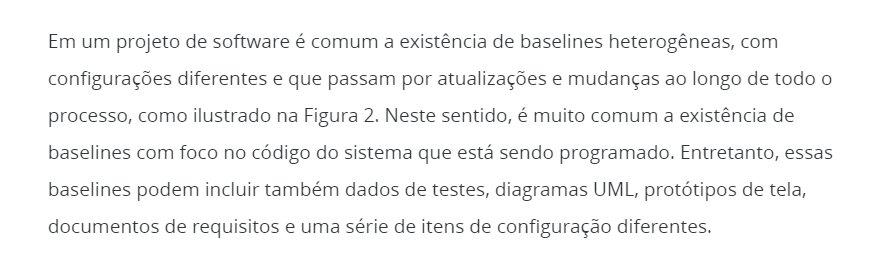 Em um projeto de software é comum a existência de baselines heterogêneas, com
configurações diferentes e que passam por atualizações e mudanças ao longo de todo o
processo, como ilustrado na Figura 2. Neste sentido, é muito comum a existência de
baselines com foco no código do sistema que está sendo programado. Entretanto, essas
baselines podem incluir também dados de testes, diagramas UML, protótipos de tela,
documentos de requisitos e uma série de itens de configuração diferentes.